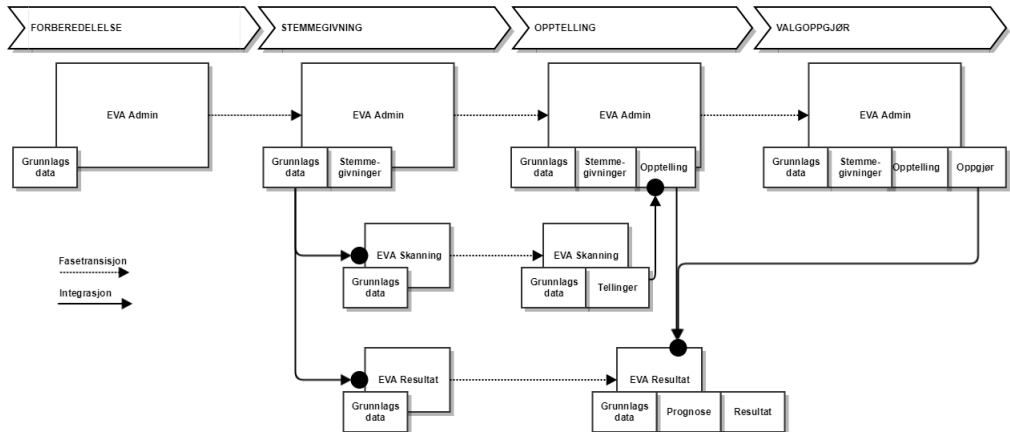 FORBEREDELELSE
STEMMEGIVNING
OPPTELLING
VALGOPPGJØR
EVA Admin
Grunnlags
data
EVA Admin
Grunnlags
data
Stemme-
givninger
EVA Admin
Grunnlags
data
Stemme-
givninger
Opptelling
EVA Admin
Grunnlags
data
Stemme-
givninger
Opptelling
Oppgjør
Fasetransisjon
Integrasjon
EVA Skanning
Grunnlags
data
EVA Skanning
Grunnlags
data
Tellinger
EVA Resultat
Grunnlags
data
EVA Resultat
Grunnlags
data
Prognose
Resultat